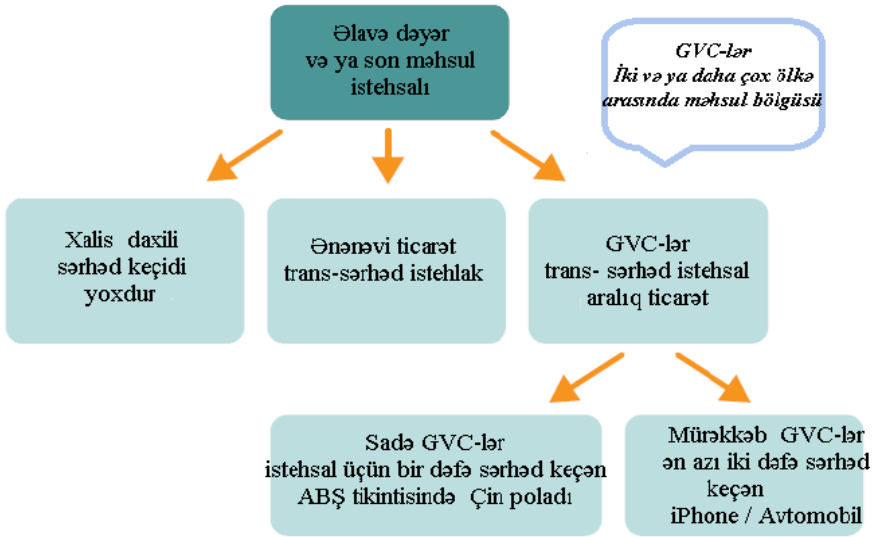 Əlavə dəyər
və ya son məhsul
istehsalı
GVC-lər
İki və ya daha çox ölkə
arasında məhsul bölgüsü
Xalis daxili
sərhəd keçidi
yoxdur
Ənənəvi ticarət
trans-sərhəd istehlak
GVC-lər
trans- sərhəd istehsal
aralıq ticarət
Sadə GVC-lər
istehsal üçün bir dəfə sərhəd keçən
ABŞ tikintisində Çin poladı
Mürəkkəb GVC-lər
ən azı iki dəfə sərhəd
keçən
iPhone / Avtomobil